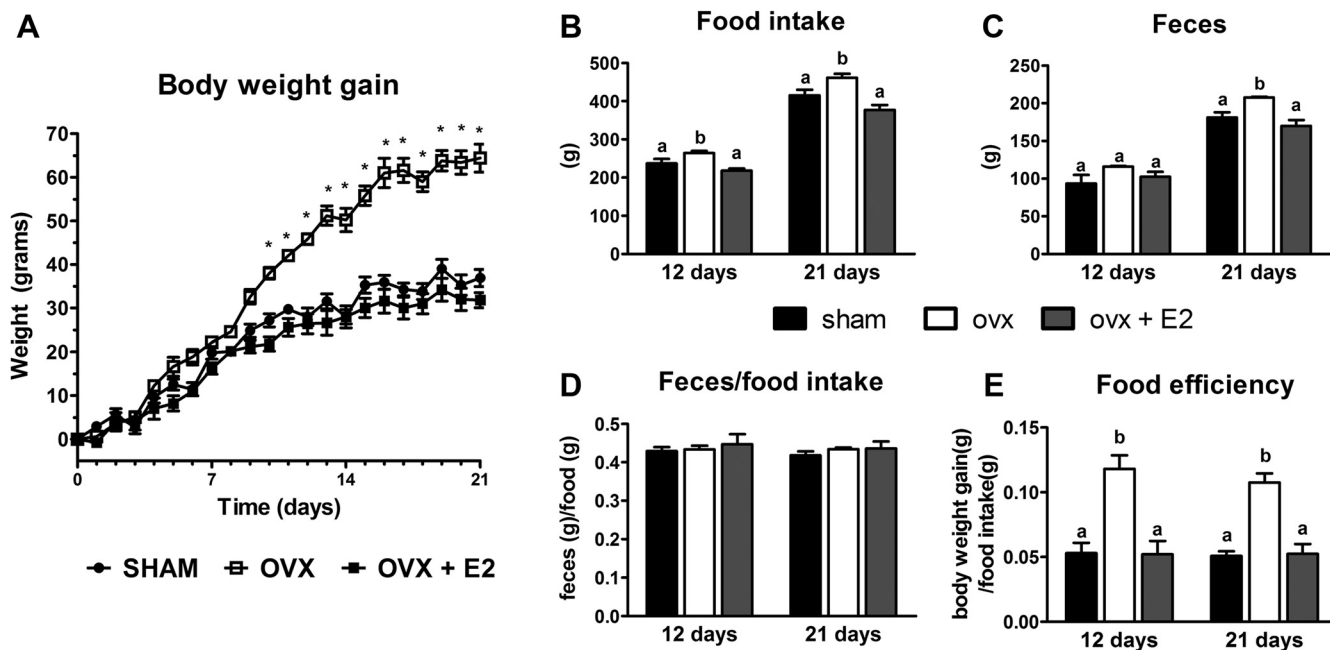 A
Body weight gain
Weight (grams)
70
60
50
40
30
20
10
0
* * * * * * * * * * * *
0 7 14 21
Time (days)
SHAM OVX OVX + E2
B
Food intake
(g)
500
400
300
200
100
0
a b a a b a
12 days 21 days
C
Feces
(g)
250
200
150
100
50
0
a a a a b a
12 days 21 days
sham ovx ovx + E2
D
Feces/food intake
feces (g)/food (g)
0.5
0.4
0.3
0.2
0.1
0.0
12 days 21 days
E
Food efficiency
body weight gain(g)
/food intake(g)
0.15
0.10
0.05
0.00
a b a a b a
12 days 21 days